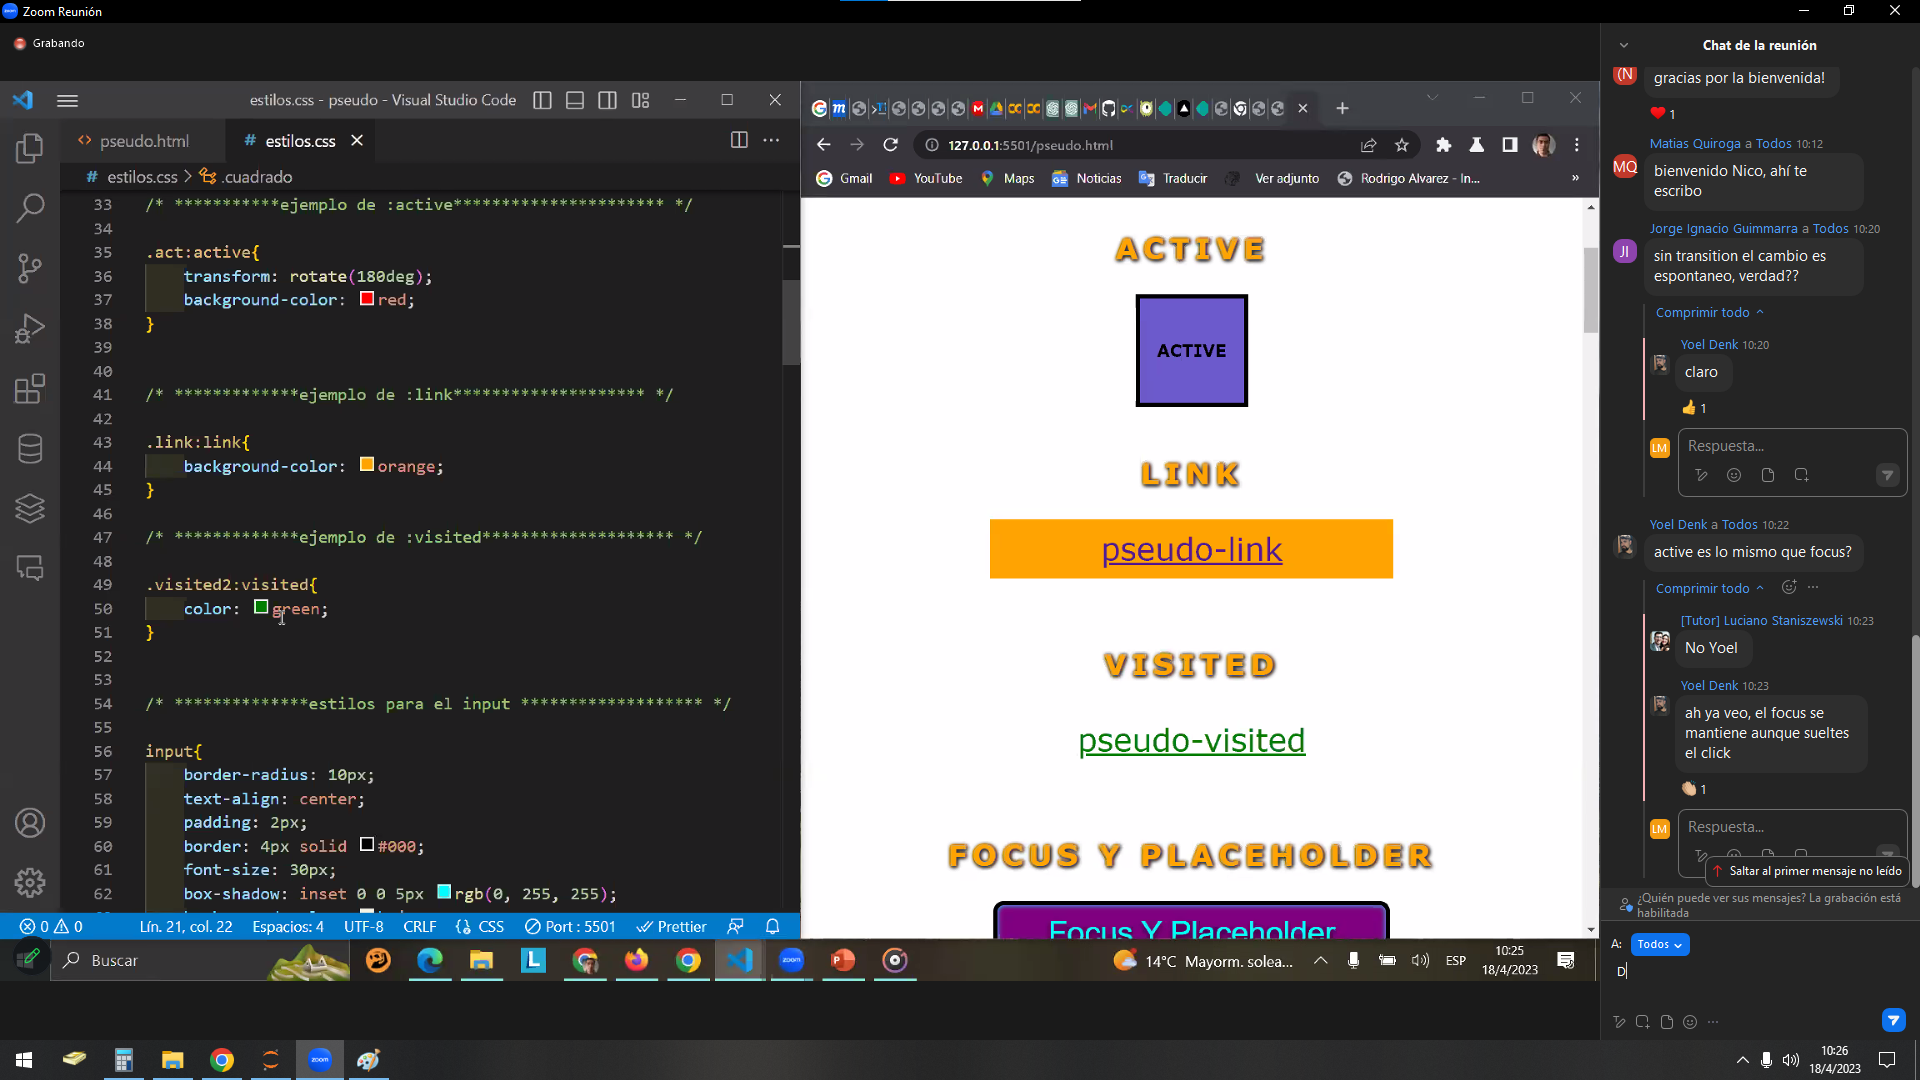 Zoom Reunión
Grabando
estilos.css - pseudo - Visual Studio Code
pseudo.html
# estilos.css
# estilos.css > .cuadrado
33 /* ***********ejemplo de :active********************** */
34
35 .act:active{
36 transform: rotate(180deg);
37 background-color: red;
38 }
39
40
41 /* *************ejemplo de :link******************** */
42
43 .link:link{
44 background-color: orange;
45 }
46
47 /* *************ejemplo de :visited******************** */
48
49 .visited2:visited{
50 color: green;
51 }
52
53
54 /* **************estilos para el input ******************* */
55
56 input{
57 border-radius: 10px;
58 text-align: center;
59 padding: 2px;
60 border: 4px solid #000;
61 font-size: 30px;
62 box-shadow: inset 0 0 5px rgb(0, 255, 255);
0 0 Lín. 21, col. 22 Espacios: 4 UTF-8 CRLF {} CSS Port : 5501 Prettier
127.0.0.1:5501/pseudo.html
Gmail YouTube Maps Noticias Traducir Ver adjunto Rodrigo Alvarez - In... »
ACTIVE
ACTIVE
LINK
pseudo-link
VISITED
pseudo-visited
FOCUS Y PLACEHOLDER
Focus Y Placeholder
Buscar
14°C Mayorm. solea...
ESP
10:25
18/4/2023
Chat de la reunión
(N
gracias por la bienvenida!
1
Matias Quiroga a Todos 10:12
MQ
bienvenido Nico, ahí te
escribo
Jorge Ignacio Guimmarra a Todos 10:20
JI
sin transition el cambio es
espontaneo, verdad??
Comprimir todo
Yoel Denk 10:20
claro
1
LM
Respuesta...
Yoel Denk a Todos 10:22
active es lo mismo que focus?
Comprimir todo
[Tutor] Luciano Staniszewski 10:23
No Yoel
Yoel Denk 10:23
ah ya veo, el focus se
mantiene aunque sueltes
el click
1
LM
Respuesta...
Saltar al primer mensaje no leído
¿Quién puede ver sus mensajes? La grabación está
habilitada
A: Todos
D
10:26
18/4/2023